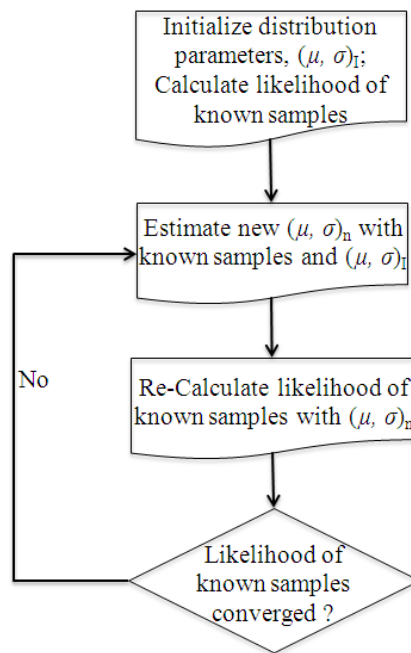 Initialize distribution
parameters, (μ, σ)I;
Calculate likelihood of
known samples
Estimate new (μ, σ)n with
known samples and (μ, σ)I
Re-Calculate likelihood of
known samples with (μ, σ)n
No
Likelihood of
known samples
converged ?